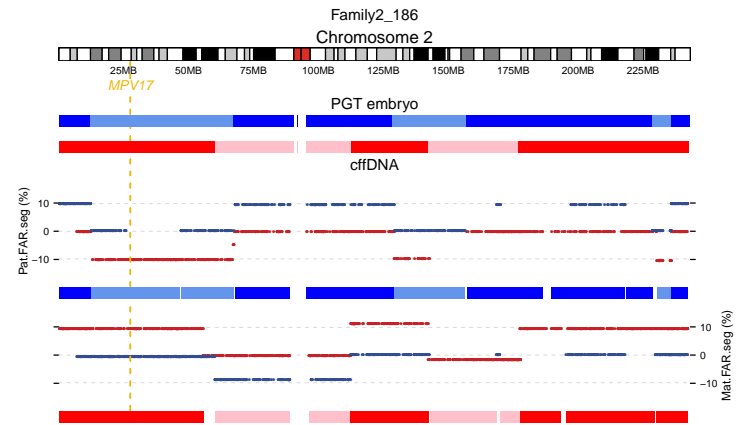 Family2_186
Chromosome 2
25MB 50MB 75MB 100MB 125MB 150MB 175MB 200MB 225MB
MPV17
PGT embryo
cffDNA
Pat.FAR.seg (%)
10
0
−10
Mat.FAR.seg (%)
10
0
−10